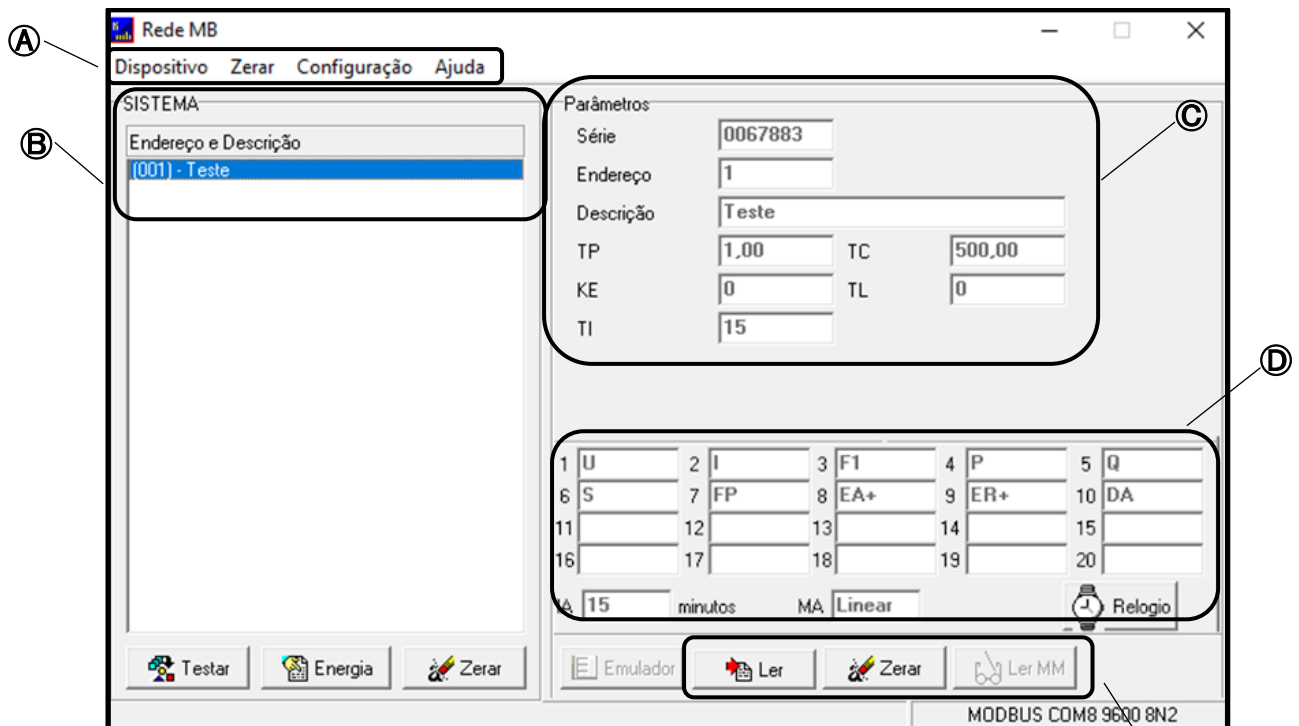 Rede MB
Ⓐ
Dispositivo Zerar Configuração Ajuda
SISTEMA
Ⓑ
Endereço e Descrição
(001) - Teste
Parâmetros
Ⓒ
Série 0067883
Endereço 1
Descrição Teste
TP 1,00 TC 500,00
KE 0 TL 0
TI 15
Ⓓ
1 U 2 I 3 F1 4 P 5 Q
6 S 7 FP 8 EA+ 9 ER+ 10 DA
11 12 13 14 15
16 17 18 19 20
IA 15 minutos MA Linear Relogio
Testar Energia Zerar Emulador Ler Zerar Ler MM
MODBUS COM8 9600 8N2